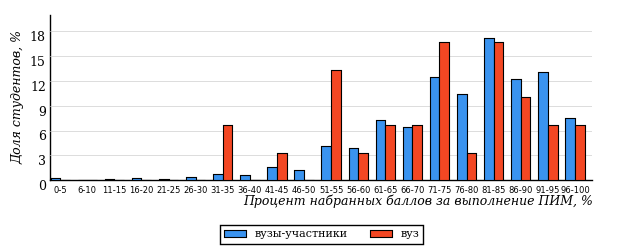 Доля студентов, %
18
15
12
9
6
3
0
0-5 6-10 11-15 16-20 21-25 26-30 31-35 36-40 41-45 46-50 51-55 56-60 61-65 66-70 71-75 76-80 81-85 86-90 91-95 96-100
Процент набранных баллов за выполнение ПИМ, %
вузы-участники вуз